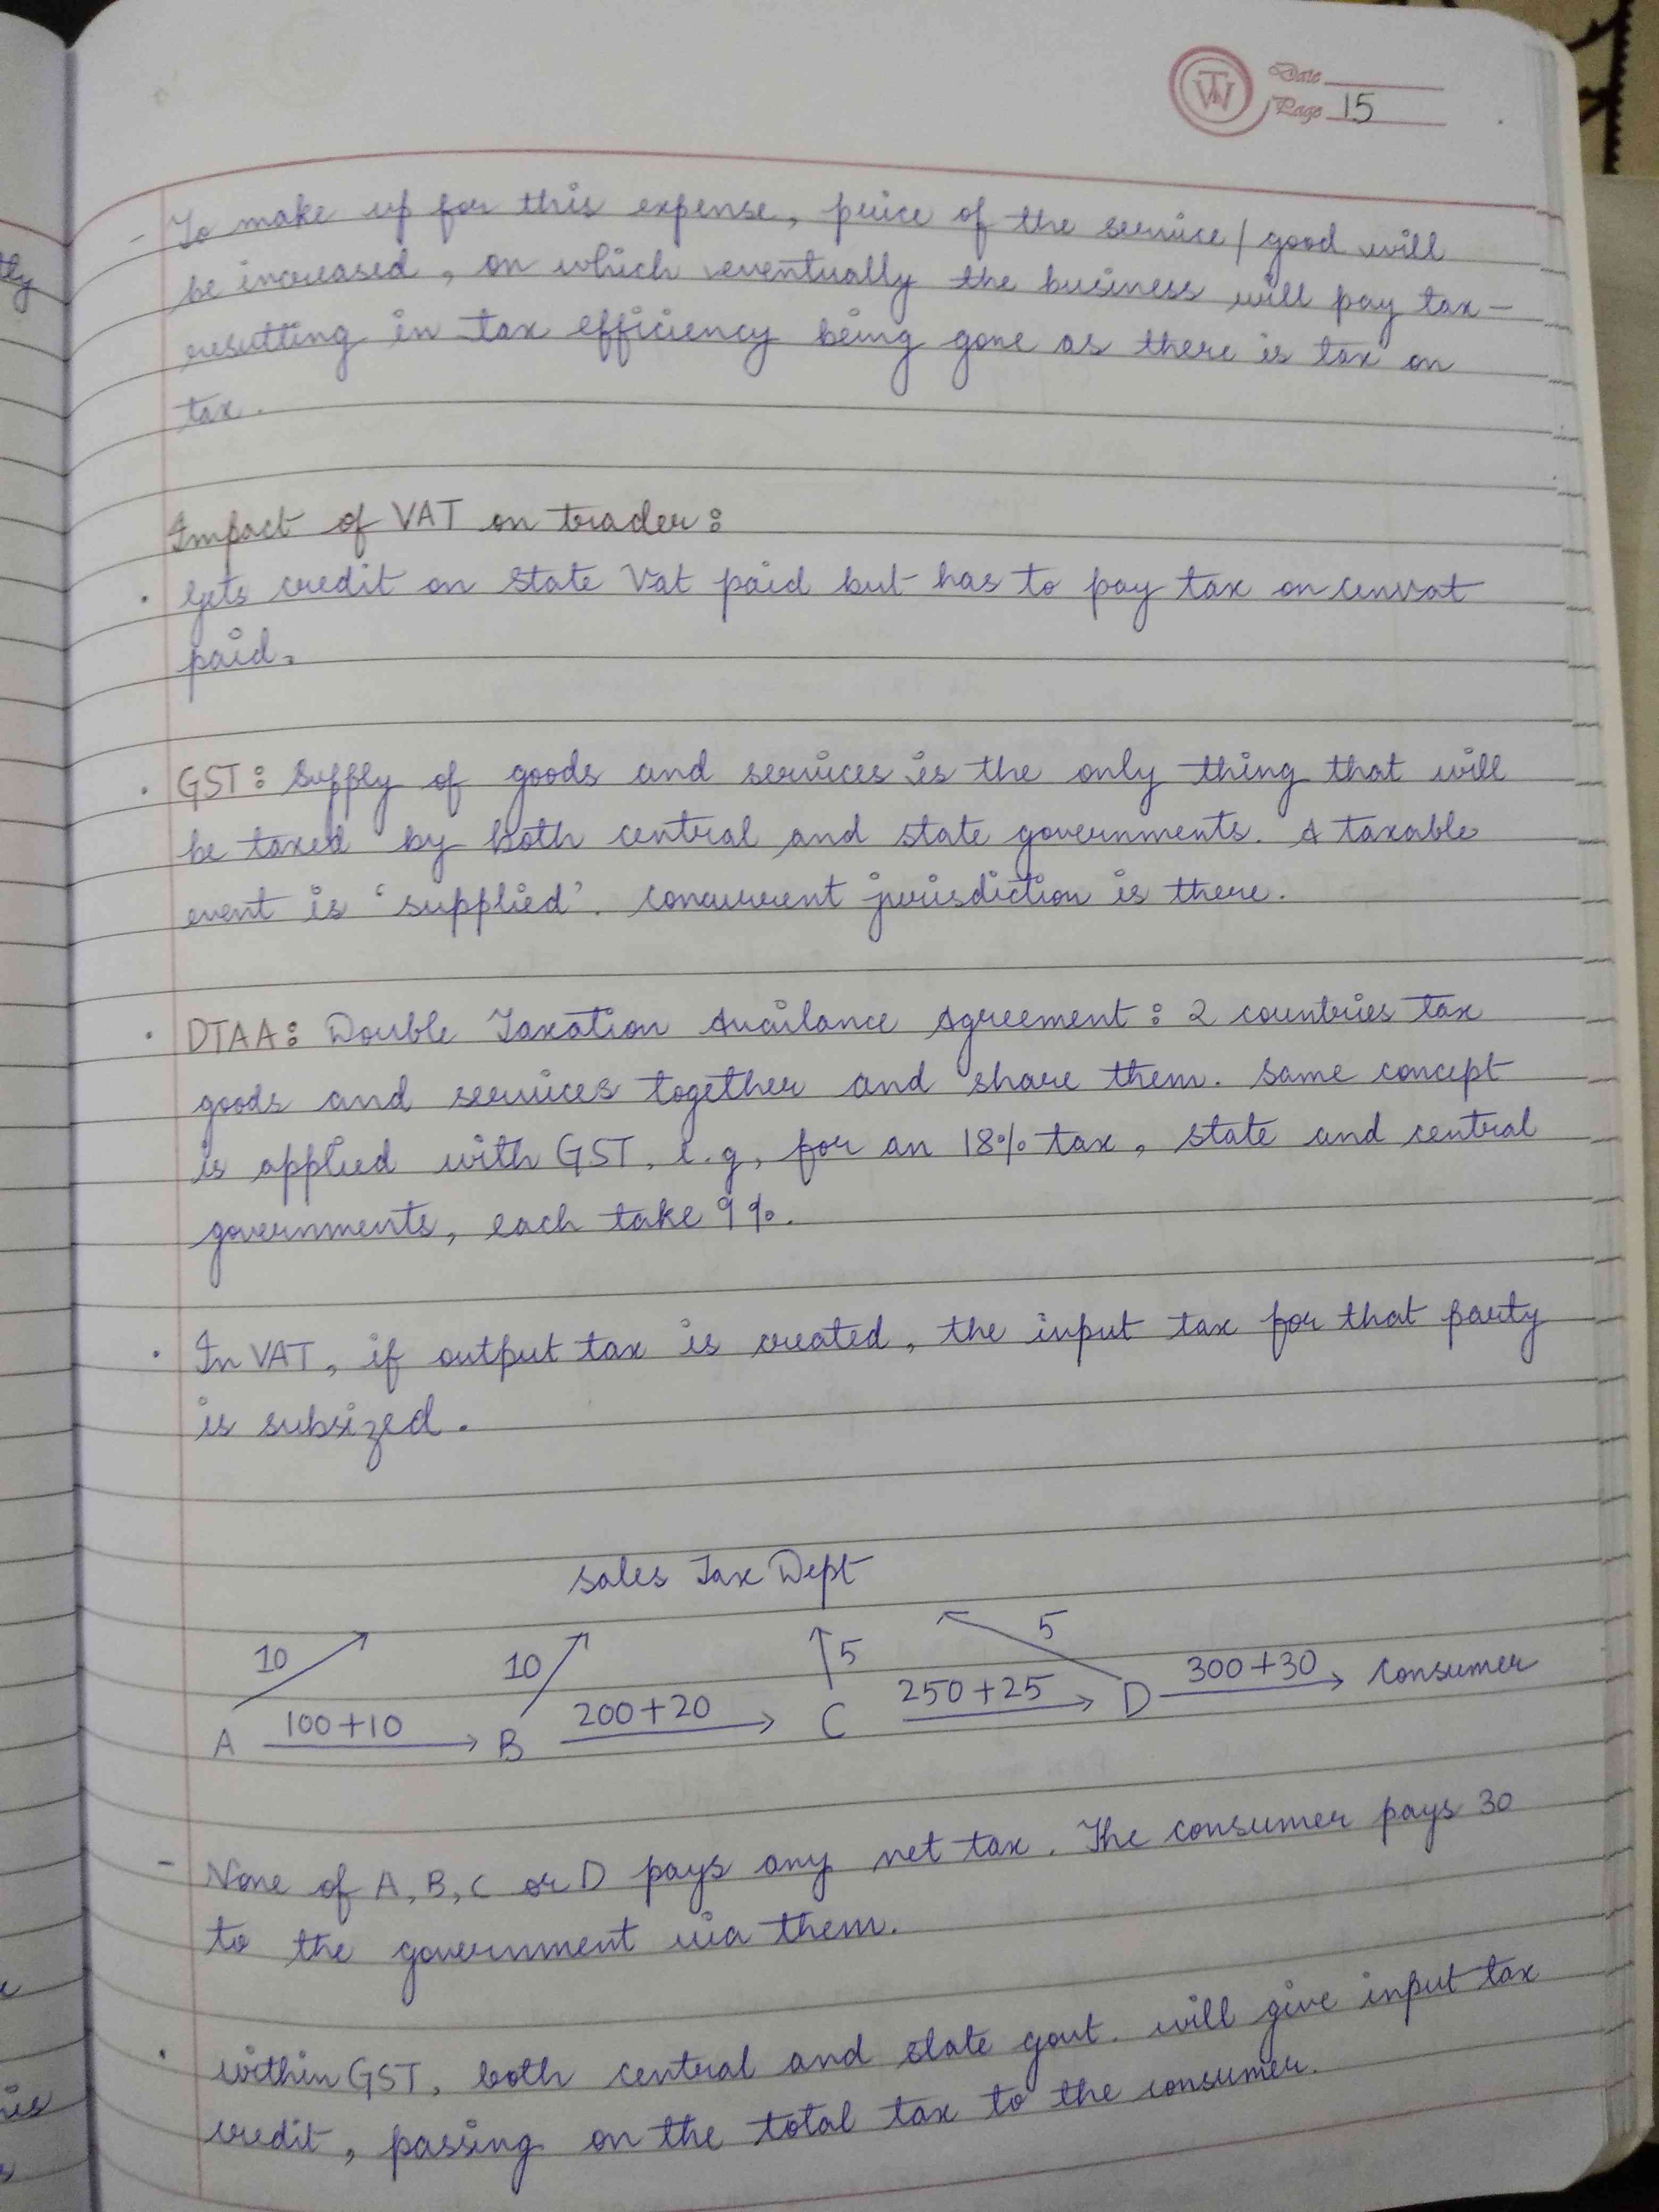 TW
Date
Page 15
- To make up for this expense, price of the service/good will
be increased, on which eventually the business will pay tax -
resulting in tax efficiency being gone as there is tax on
tax.
Impact of VAT on trader:
· Gets credit on State Vat paid but has to pay tax on cenvat
paid.
· GST: Supply of goods and services is the only thing that will
be taxed by both central and state governments. A taxable
event is 'supplied'. Concurrent jurisdiction is there.
· DTAA: Double Taxation Availance Agreement: 2 countries tax
goods and services together and share them. Same concept
is applied with GST, e.g, for an 18% tax, state and central
governments, each take 9%.
· In VAT, if output tax is created, the input tax for that party
is subsized.
Sales Tax Dept
10 10 5 5
A 100+10 B 200+20 C 250+25 D 300+30 Consumer
- None of A, B, C or D pays any net tax. The consumer pays 30
to the government via them.
· within GST, both central and state govt. will give input tax
credit, passing on the total tax to the consumer.